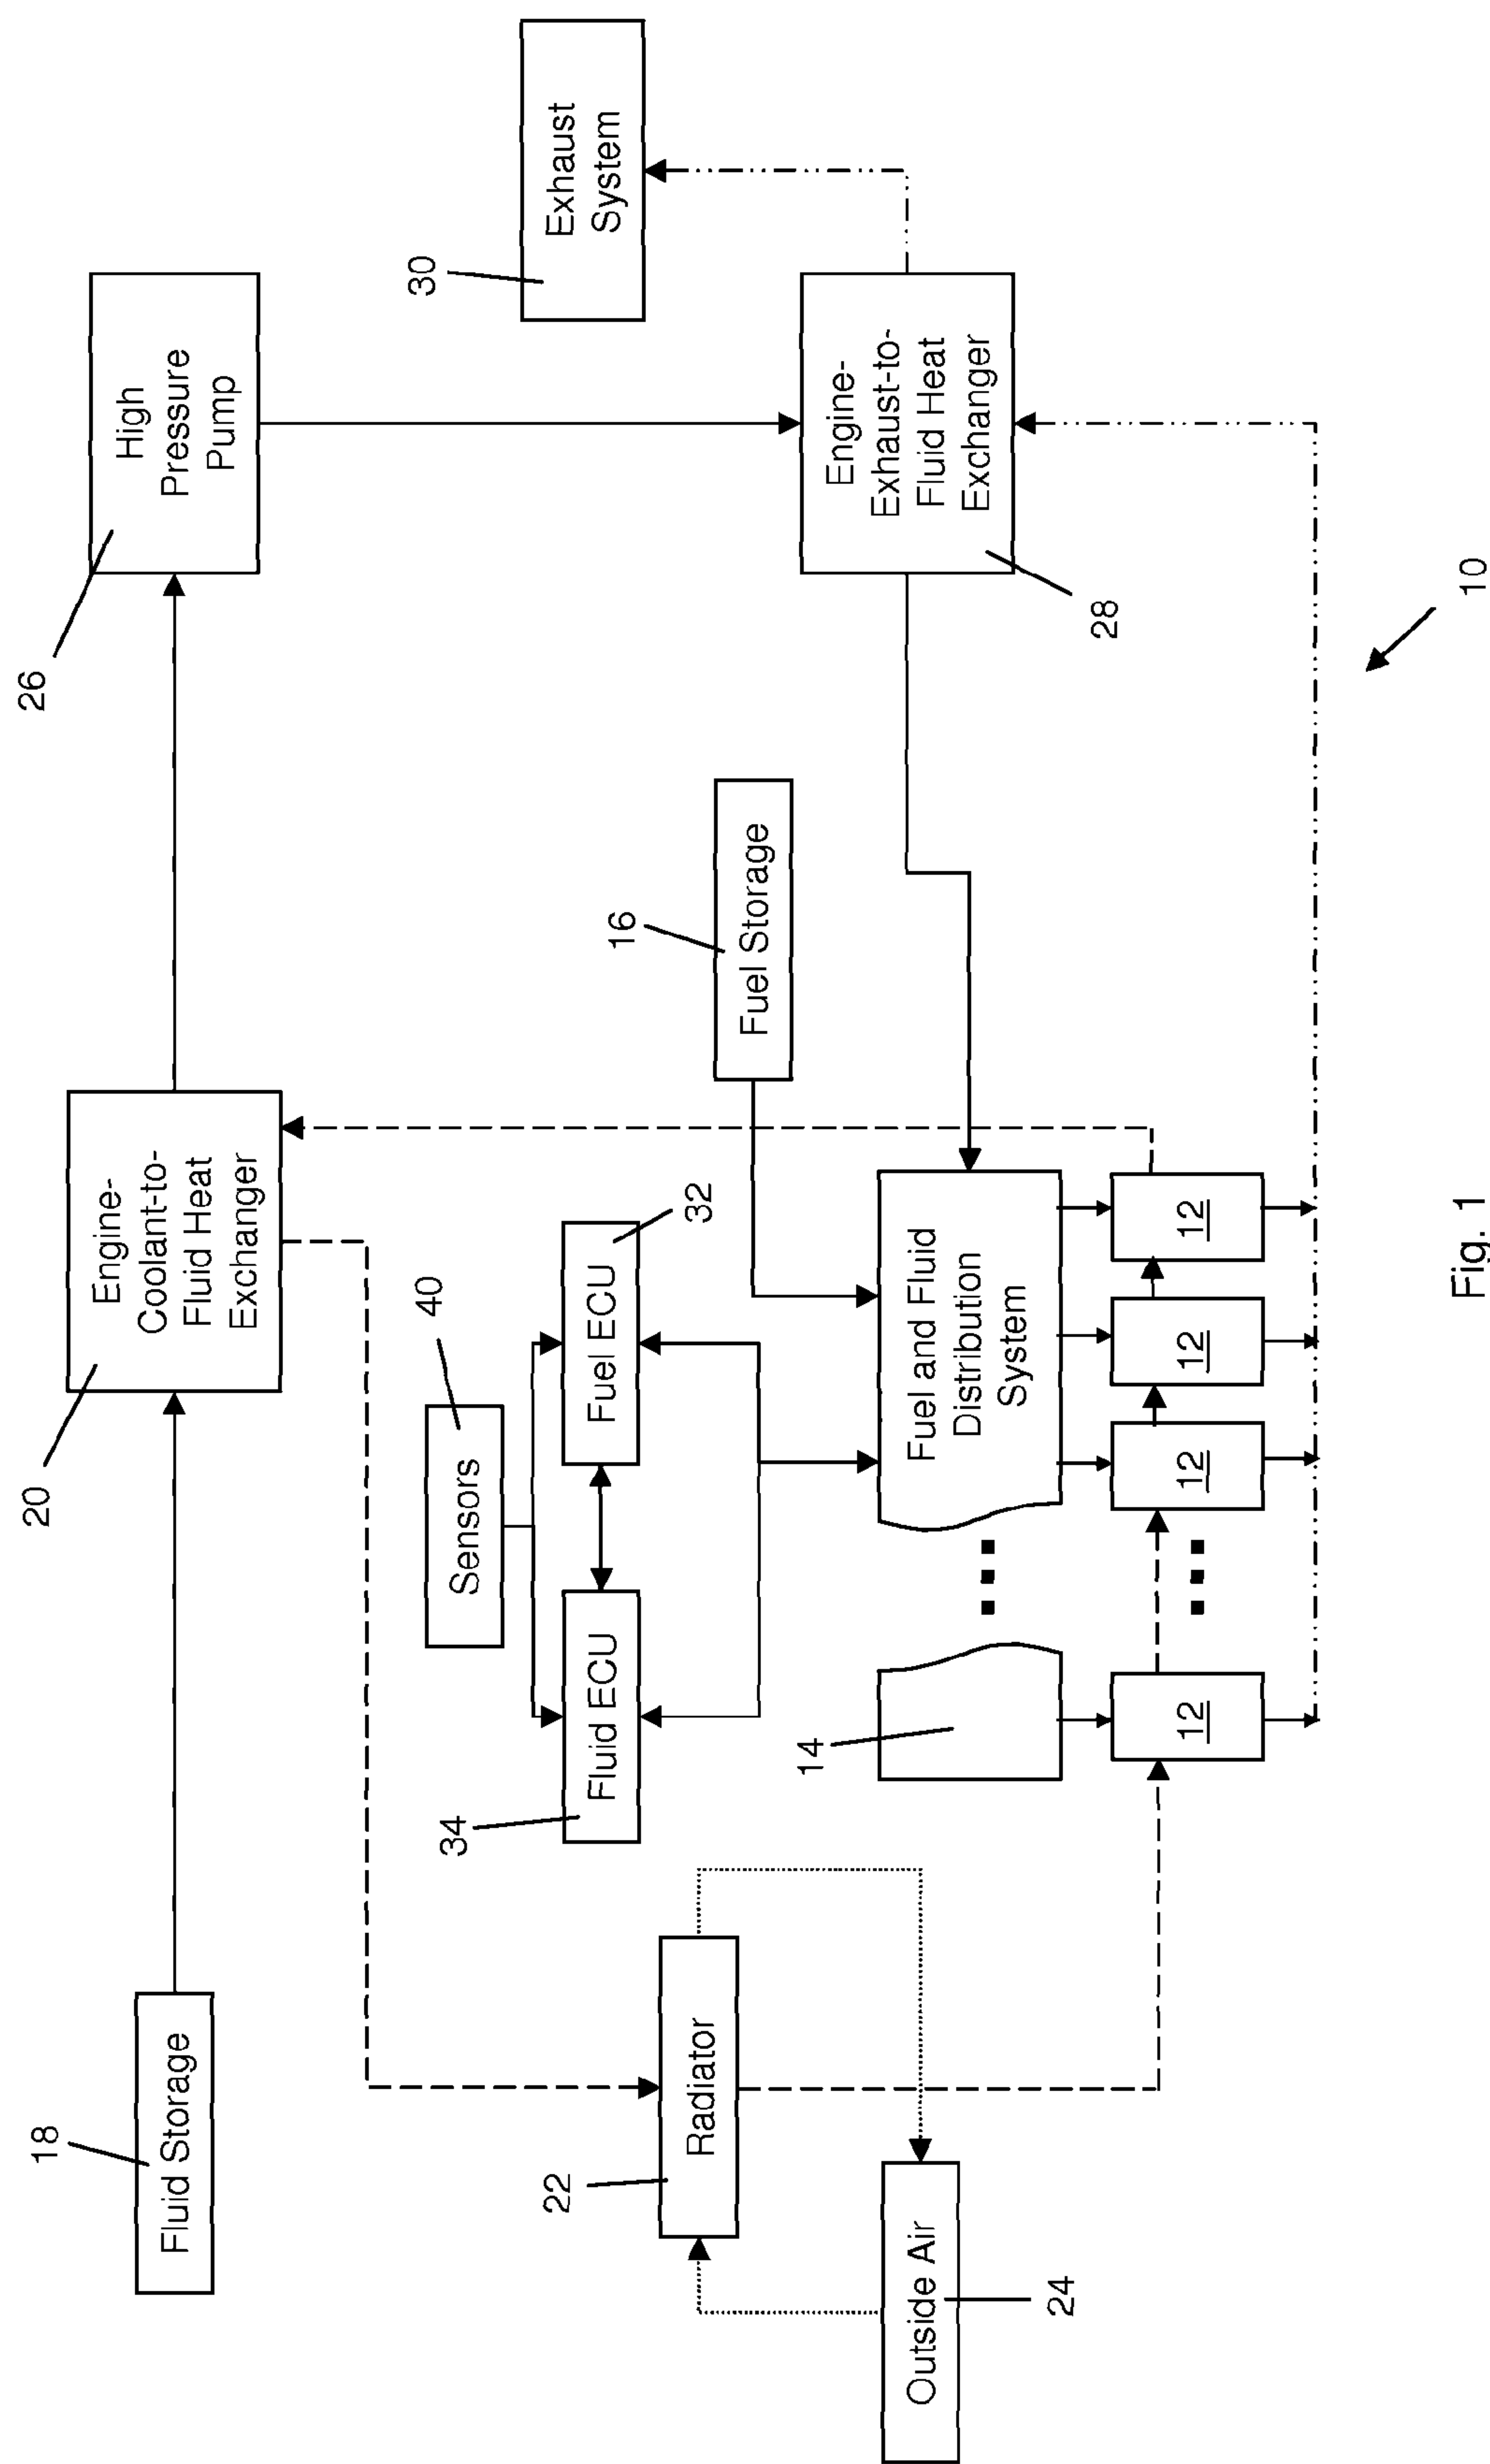 18
Fluid Storage
20
Engine-
Coolant-to-
Fluid Heat
Exchanger
26
High
Pressure
Pump
30
Exhaust
System
40
Sensors
34
Fluid ECU
32
Fuel ECU
16
Fuel Storage
22
Radiator
24
Outside Air
14
Fuel and Fluid
Distribution
System
28
Engine-
Exhaust-to-
Fluid Heat
Exchanger
12
12
12
12
10
Fig. 1